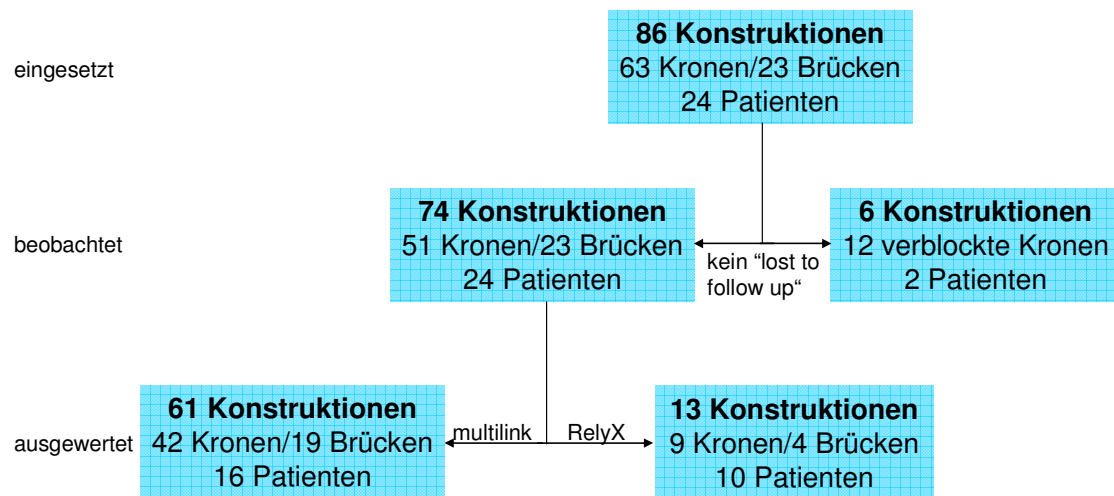 eingesetzt
86 Konstruktionen
63 Kronen/23 Brücken
24 Patienten
beobachtet
74 Konstruktionen
51 Kronen/23 Brücken
24 Patienten
kein “lost to
follow up“
6 Konstruktionen
12 verblockte Kronen
2 Patienten
ausgewertet
61 Konstruktionen
42 Kronen/19 Brücken
16 Patienten
multilink
RelyX
13 Konstruktionen
9 Kronen/4 Brücken
10 Patienten